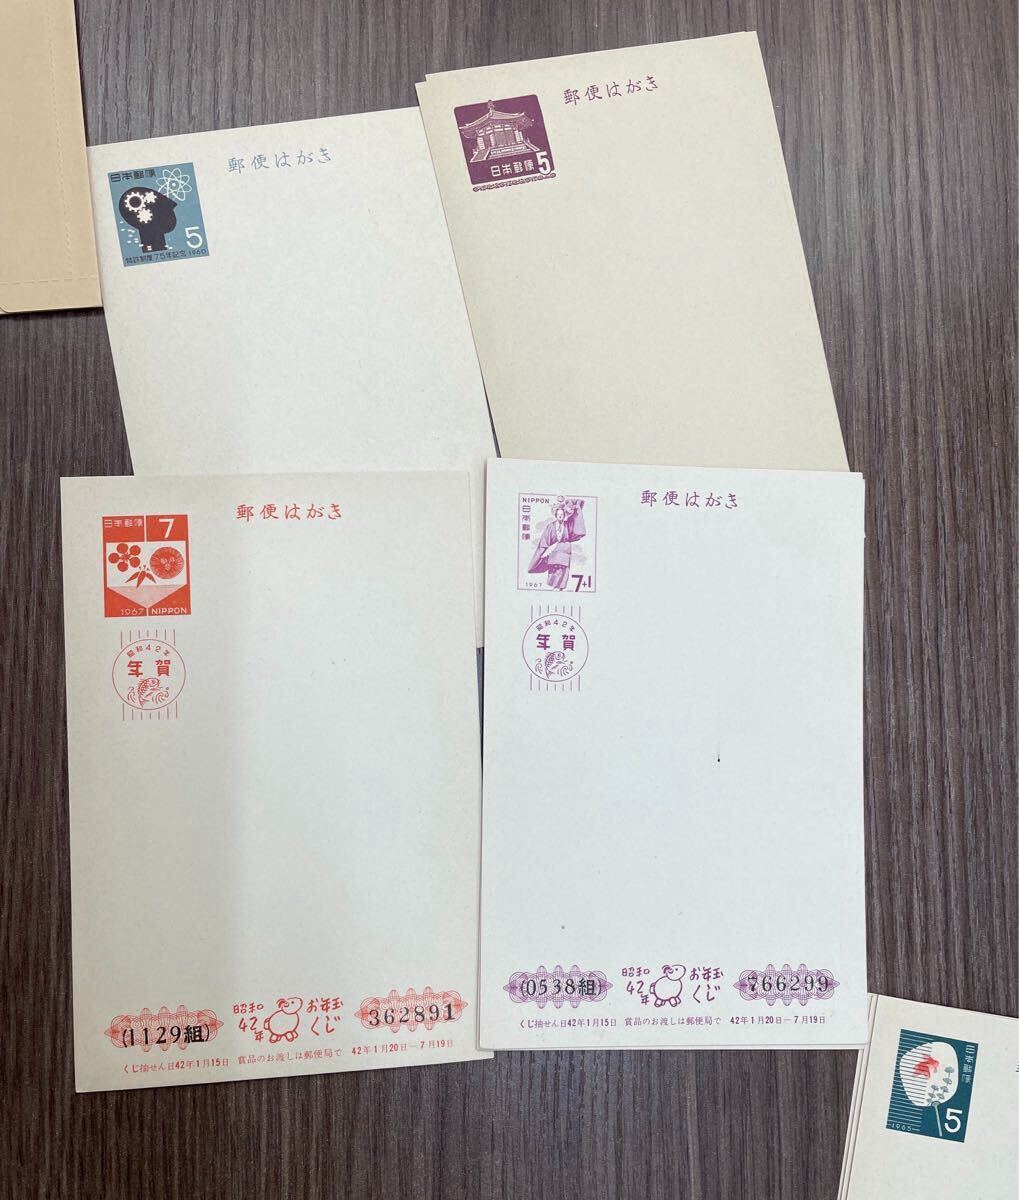 郵便はがき
日本郵便
5
特許制度75年記念1960
郵便はがき
日本郵便 5
郵便はがき
日本郵便 7
1967 NIPPON
昭和42年
年賀
(1129組)
昭和42年
お年玉くじ
362891
くじ抽せん日42年1月15日 賞品のお渡しは郵便局で 42年1月20日-7月19日
郵便はがき
NIPPON
日本郵便
1967
7+1
昭和42年
年賀
(0538組)
昭和42年
お年玉くじ
766299
くじ抽せん日42年1月15日 賞品のお渡しは郵便局で 42年1月20日-7月19日
日本郵便
-1965-
5